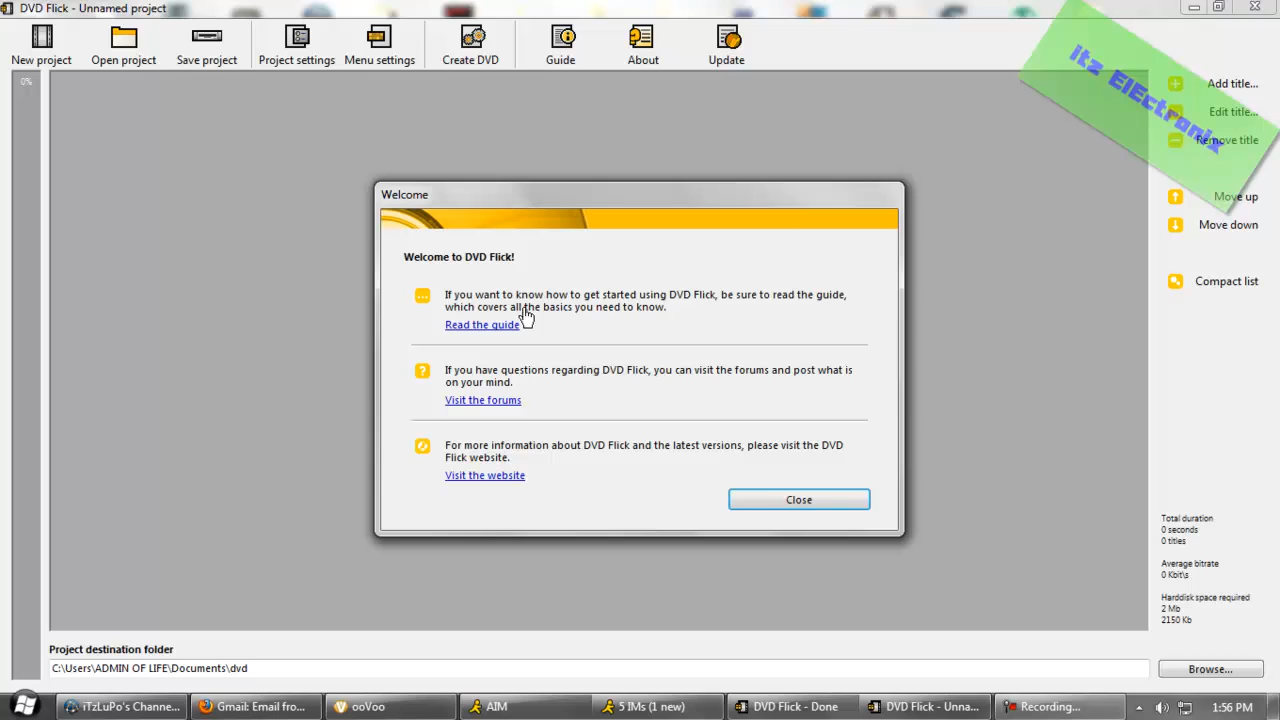 DVD Flick - Unnamed project
New project
Open project
Save project
Project settings
Menu settings
Create DVD
Guide
About
Update
0%
itz ElEctronix
Add title...
Edit title...
Remove title
Move up
Move down
Compact list
Welcome
Welcome to DVD Flick!
If you want to know how to get started using DVD Flick, be sure to read the guide,
which covers all the basics you need to know.
Read the guide
If you have questions regarding DVD Flick, you can visit the forums and post what is
on your mind.
Visit the forums
For more information about DVD Flick and the latest versions, please visit the DVD
Flick website.
Visit the website
Close
Total duration
0 seconds
0 titles
Average bitrate
0 Kbit\s
Harddisk space required
2 Mb
2150 Kb
Project destination folder
C:\Users\ADMIN OF LIFE\Documents\dvd
Browse...
iTzLuPo's Channe...
Gmail: Email fro...
ooVoo
AIM
5 IMs (1 new)
DVD Flick - Done
DVD Flick - Unna...
Recording...
1:56 PM